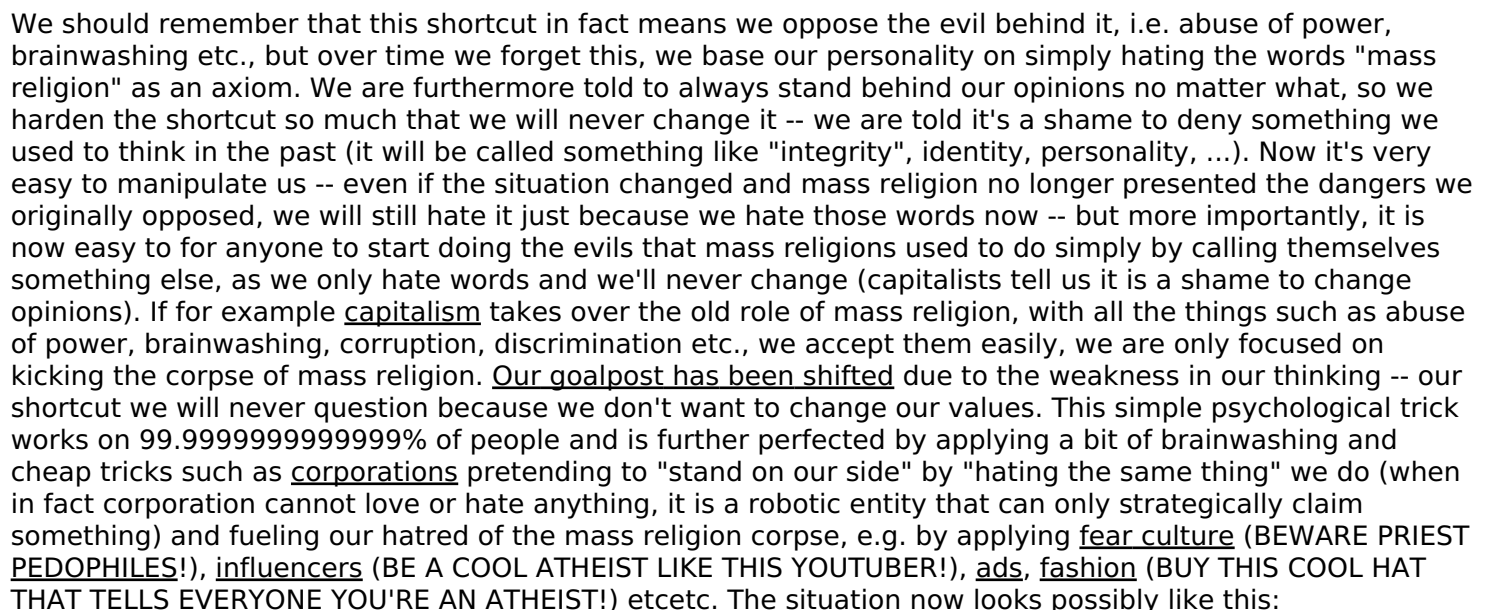 We should remember that this shortcut in fact means we oppose the evil behind it, i.e. abuse of power,
brainwashing etc., but over time we forget this, we base our personality on simply hating the words "mass
religion" as an axiom. We are furthermore told to always stand behind our opinions no matter what, so we
harden the shortcut so much that we will never change it -- we are told it's a shame to deny something we
used to think in the past (it will be called something like "integrity", identity, personality, ...). Now it's very
easy to manipulate us -- even if the situation changed and mass religion no longer presented the dangers we
originally opposed, we will still hate it just because we hate those words now -- but more importantly, it is
now easy to for anyone to start doing the evils that mass religions used to do simply by calling themselves
something else, as we only hate words and we'll never change (capitalists tell us it is a shame to change
opinions). If for example capitalism takes over the old role of mass religion, with all the things such as abuse
of power, brainwashing, corruption, discrimination etc., we accept them easily, we are only focused on
kicking the corpse of mass religion. Our goalpost has been shifted due to the weakness in our thinking -- our
shortcut we will never question because we don't want to change our values. This simple psychological trick
works on 99.9999999999999% of people and is further perfected by applying a bit of brainwashing and
cheap tricks such as corporations pretending to "stand on our side" by "hating the same thing" we do (when
in fact corporation cannot love or hate anything, it is a robotic entity that can only strategically claim
something) and fueling our hatred of the mass religion corpse, e.g. by applying fear culture (BEWARE PRIEST
PEDOPHILES!), influencers (BE A COOL ATHEIST LIKE THIS YOUTUBER!), ads, fashion (BUY THIS COOL HAT
THAT TELLS EVERYONE YOU'RE AN ATHEIST!) etcetc. The situation now looks possibly like this: